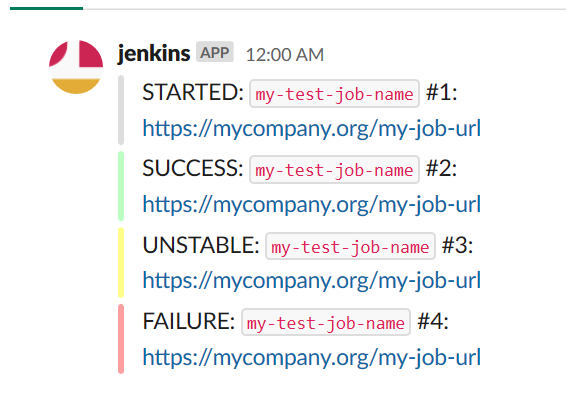 jenkins APP 12:00 AM
STARTED: my-test-job-name #1:
https://mycompany.org/my-job-url
SUCCESS: my-test-job-name #2:
https://mycompany.org/my-job-url
UNSTABLE: my-test-job-name #3:
https://mycompany.org/my-job-url
FAILURE: my-test-job-name #4:
https://mycompany.org/my-job-url